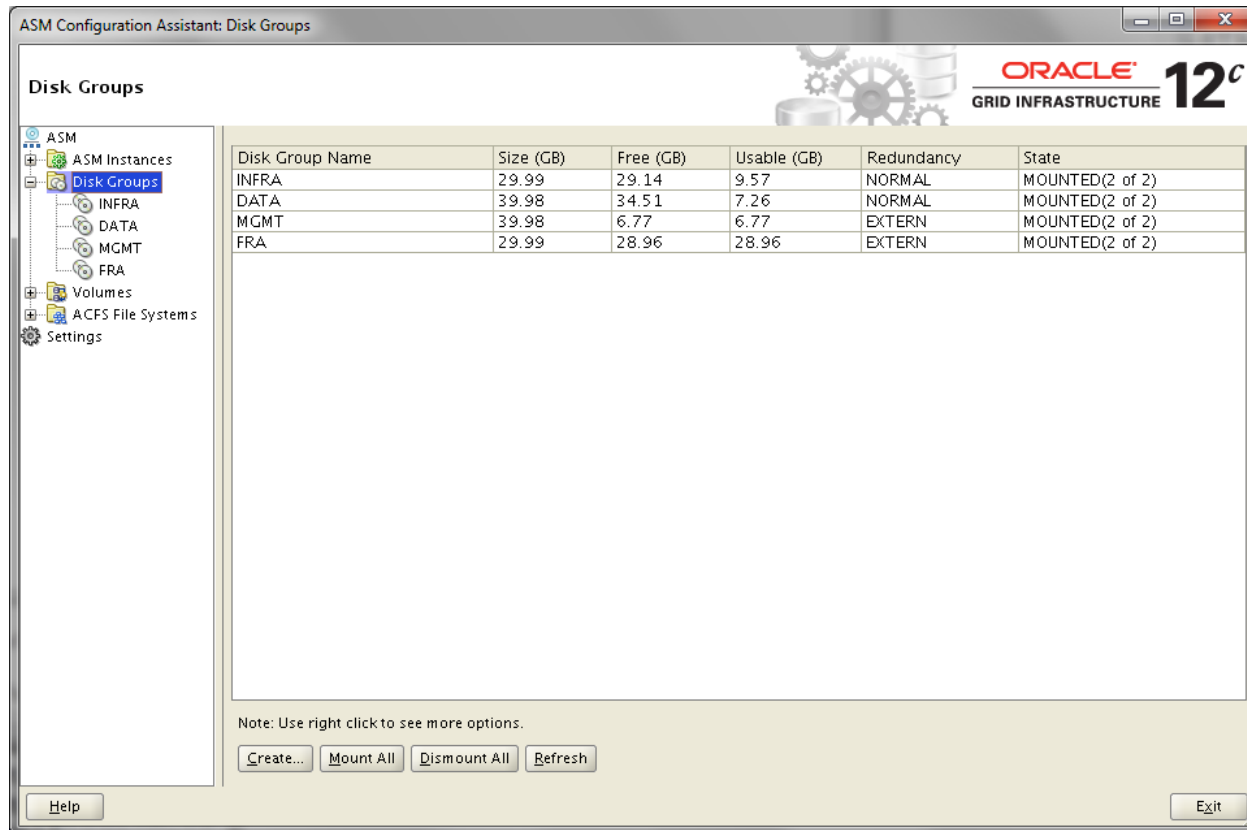 ASM Configuration Assistant: Disk Groups
Disk Groups
ORACLE
GRID INFRASTRUCTURE 12c
ASM
ASM Instances
Disk Groups
INFRA
DATA
MGMT
FRA
Volumes
ACFS File Systems
Settings
Disk Group Name Size (GB) Free (GB) Usable (GB) Redundancy State
INFRA 29.99 29.14 9.57 NORMAL MOUNTED(2 of 2)
DATA 39.98 34.51 7.26 NORMAL MOUNTED(2 of 2)
MGMT 39.98 6.77 6.77 EXTERN MOUNTED(2 of 2)
FRA 29.99 28.96 28.96 EXTERN MOUNTED(2 of 2)
Note: Use right click to see more options.
Create... Mount All Dismount All Refresh
Help Exit